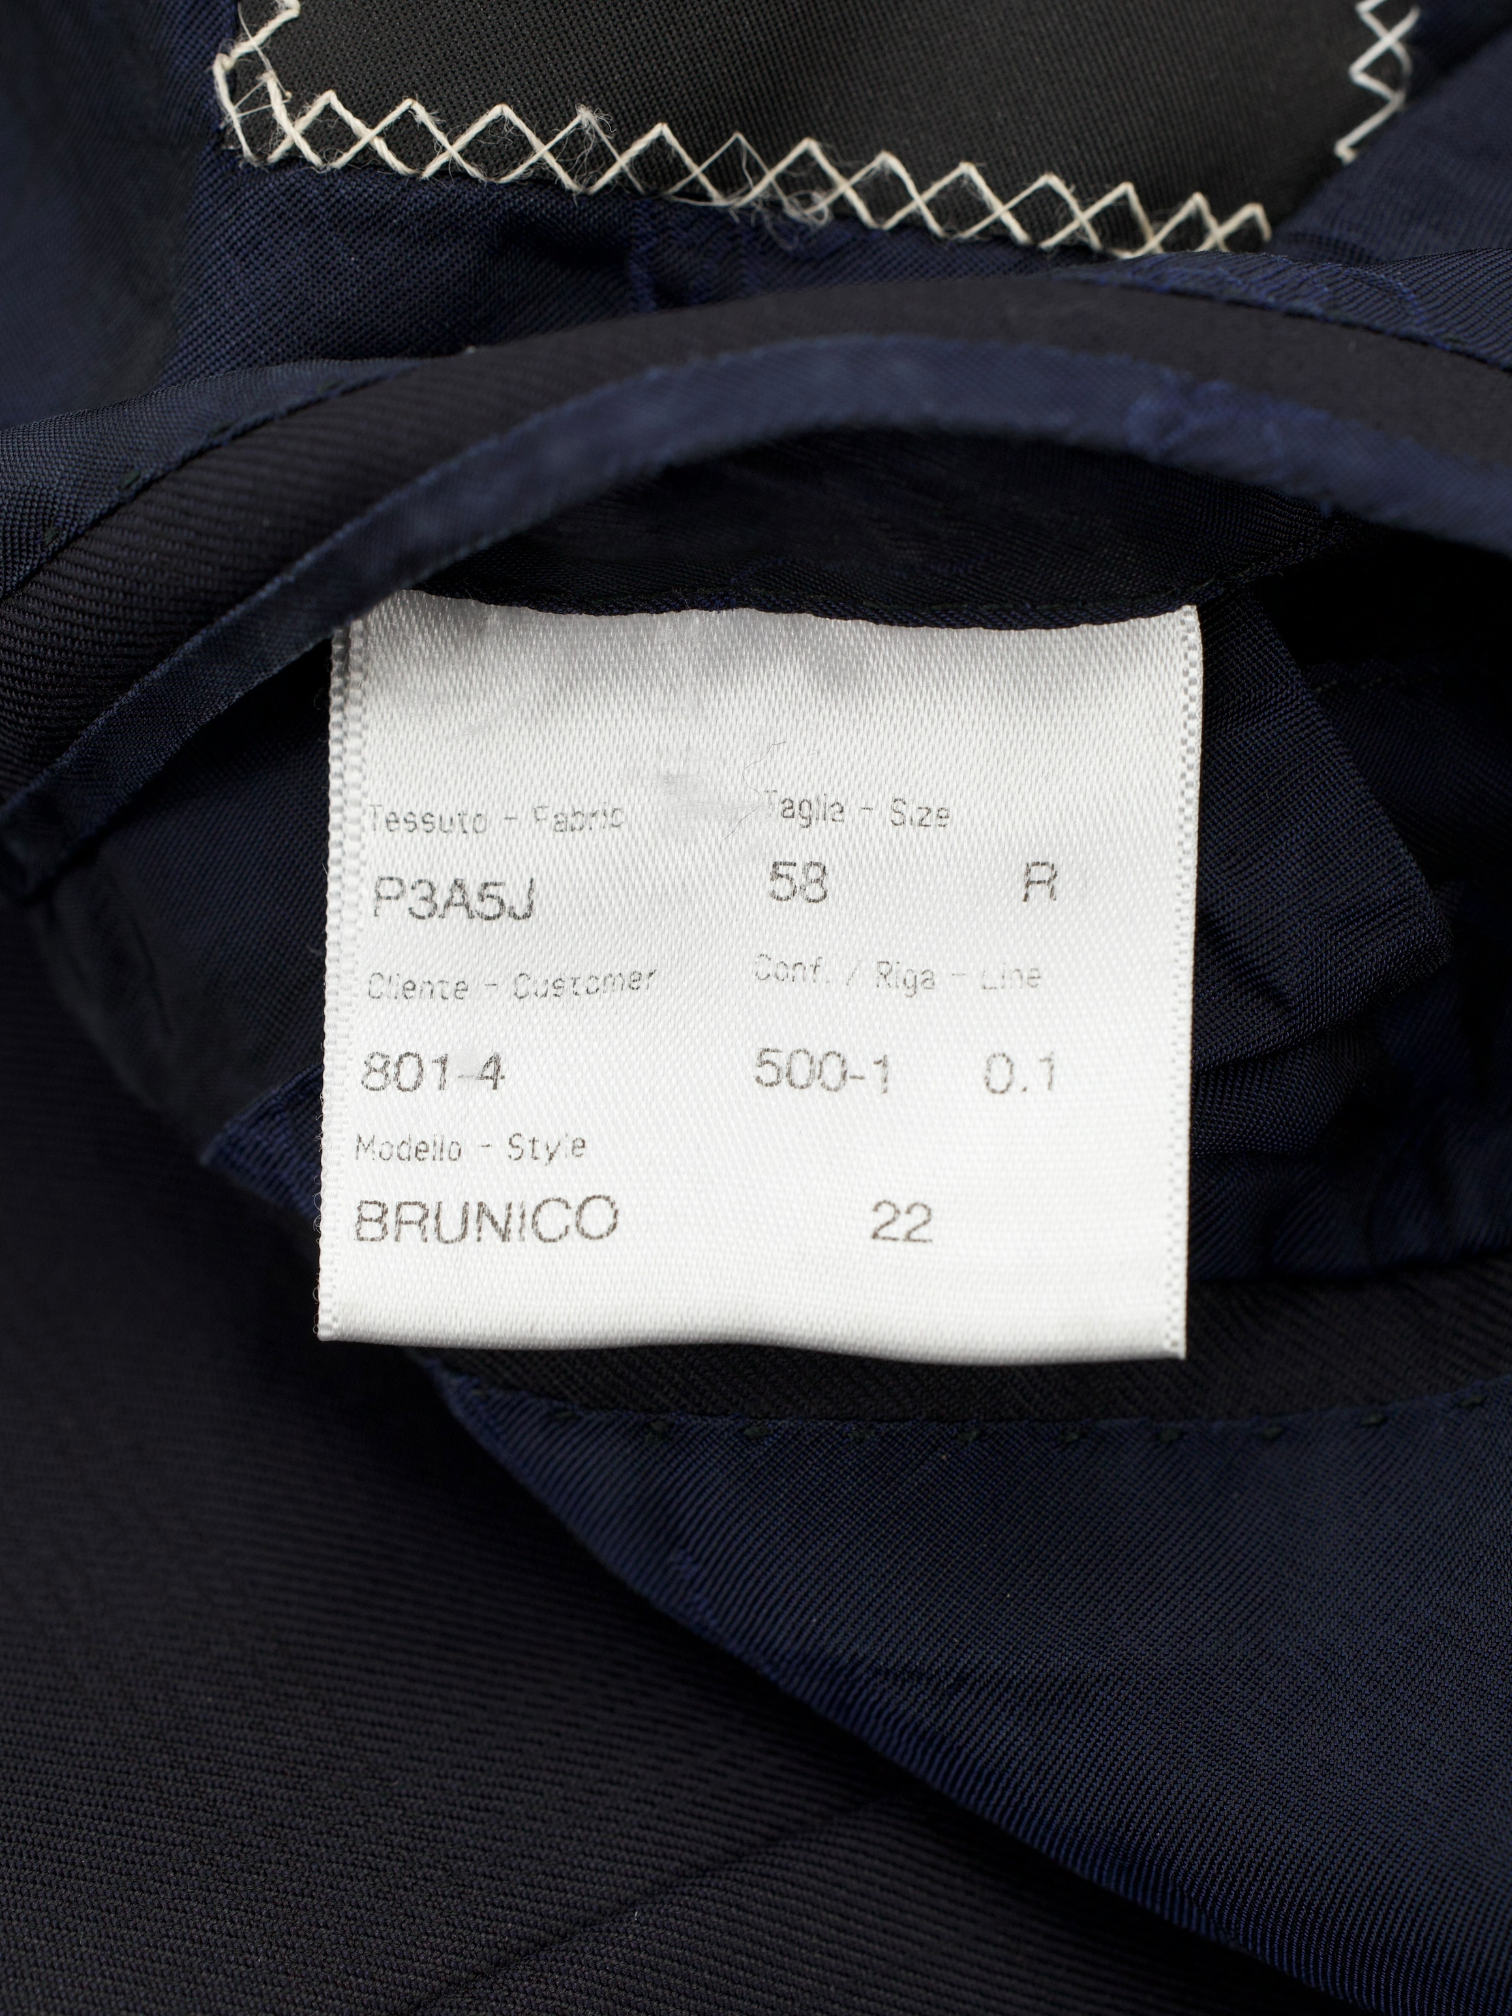 Tessuto - Fabric Taglia - Size
P3A5J 58 R
Cliente - Customer Conf. / Riga - Line
801-4 500-1 0.1
Modello - Style
BRUNICO 22